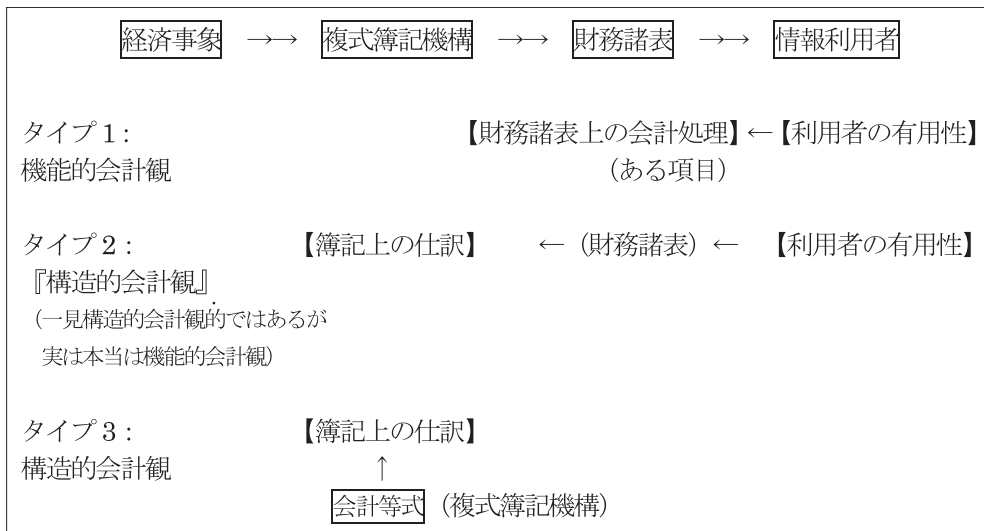 経済事象 →→ 複式簿記機構 →→ 財務諸表 →→ 情報利用者
タイプ1: 【財務諸表上の会計処理】←【利用者の有用性】
機能的会計観 (ある項目)
タイプ2: 【簿記上の仕訳】 ← (財務諸表) ← 【利用者の有用性】
『構造的会計観』
(一見構造的会計観的ではあるが
実は本当は機能的会計観)
タイプ3: 【簿記上の仕訳】
構造的会計観 ↑
会計等式 (複式簿記機構)